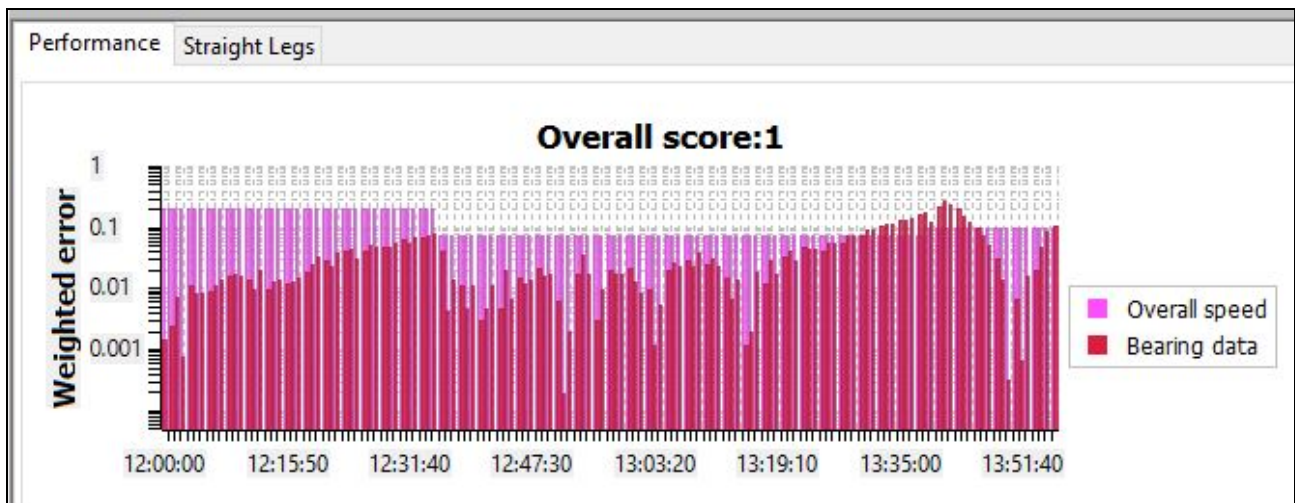 Performance
Straight Legs
Overall score:1
Weighted error
1
0.1
0.01
0.001
12:00:00 12:15:50 12:31:40 12:47:30 13:03:20 13:19:10 13:35:00 13:51:40
Overall speed
Bearing data